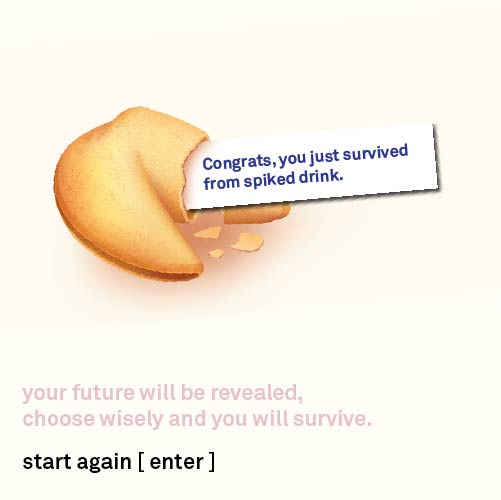 Congrats, you just survived
from spiked drink.
your future will be revealed,
choose wisely and you will survive.
start again [ enter ]